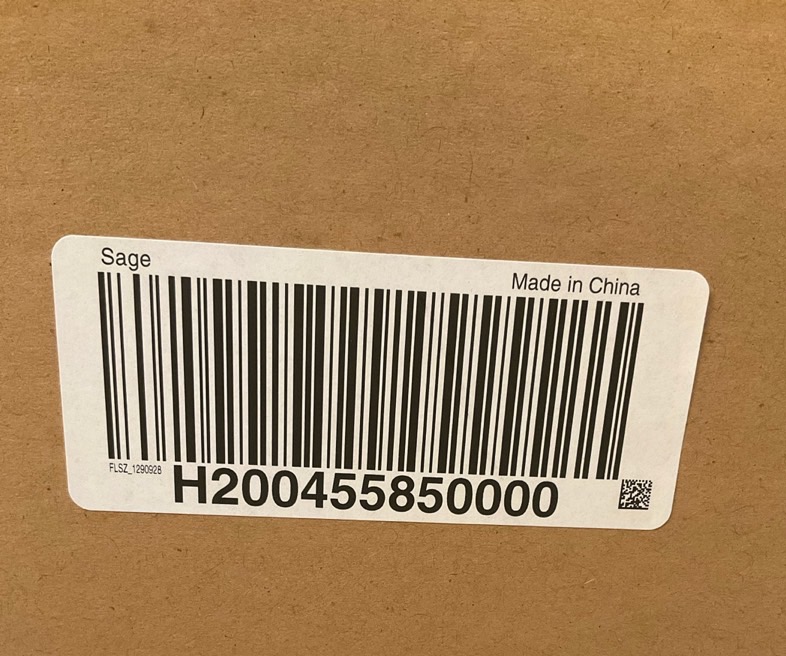 Sage
Made in China
FLSZ_1290928
H200455850000